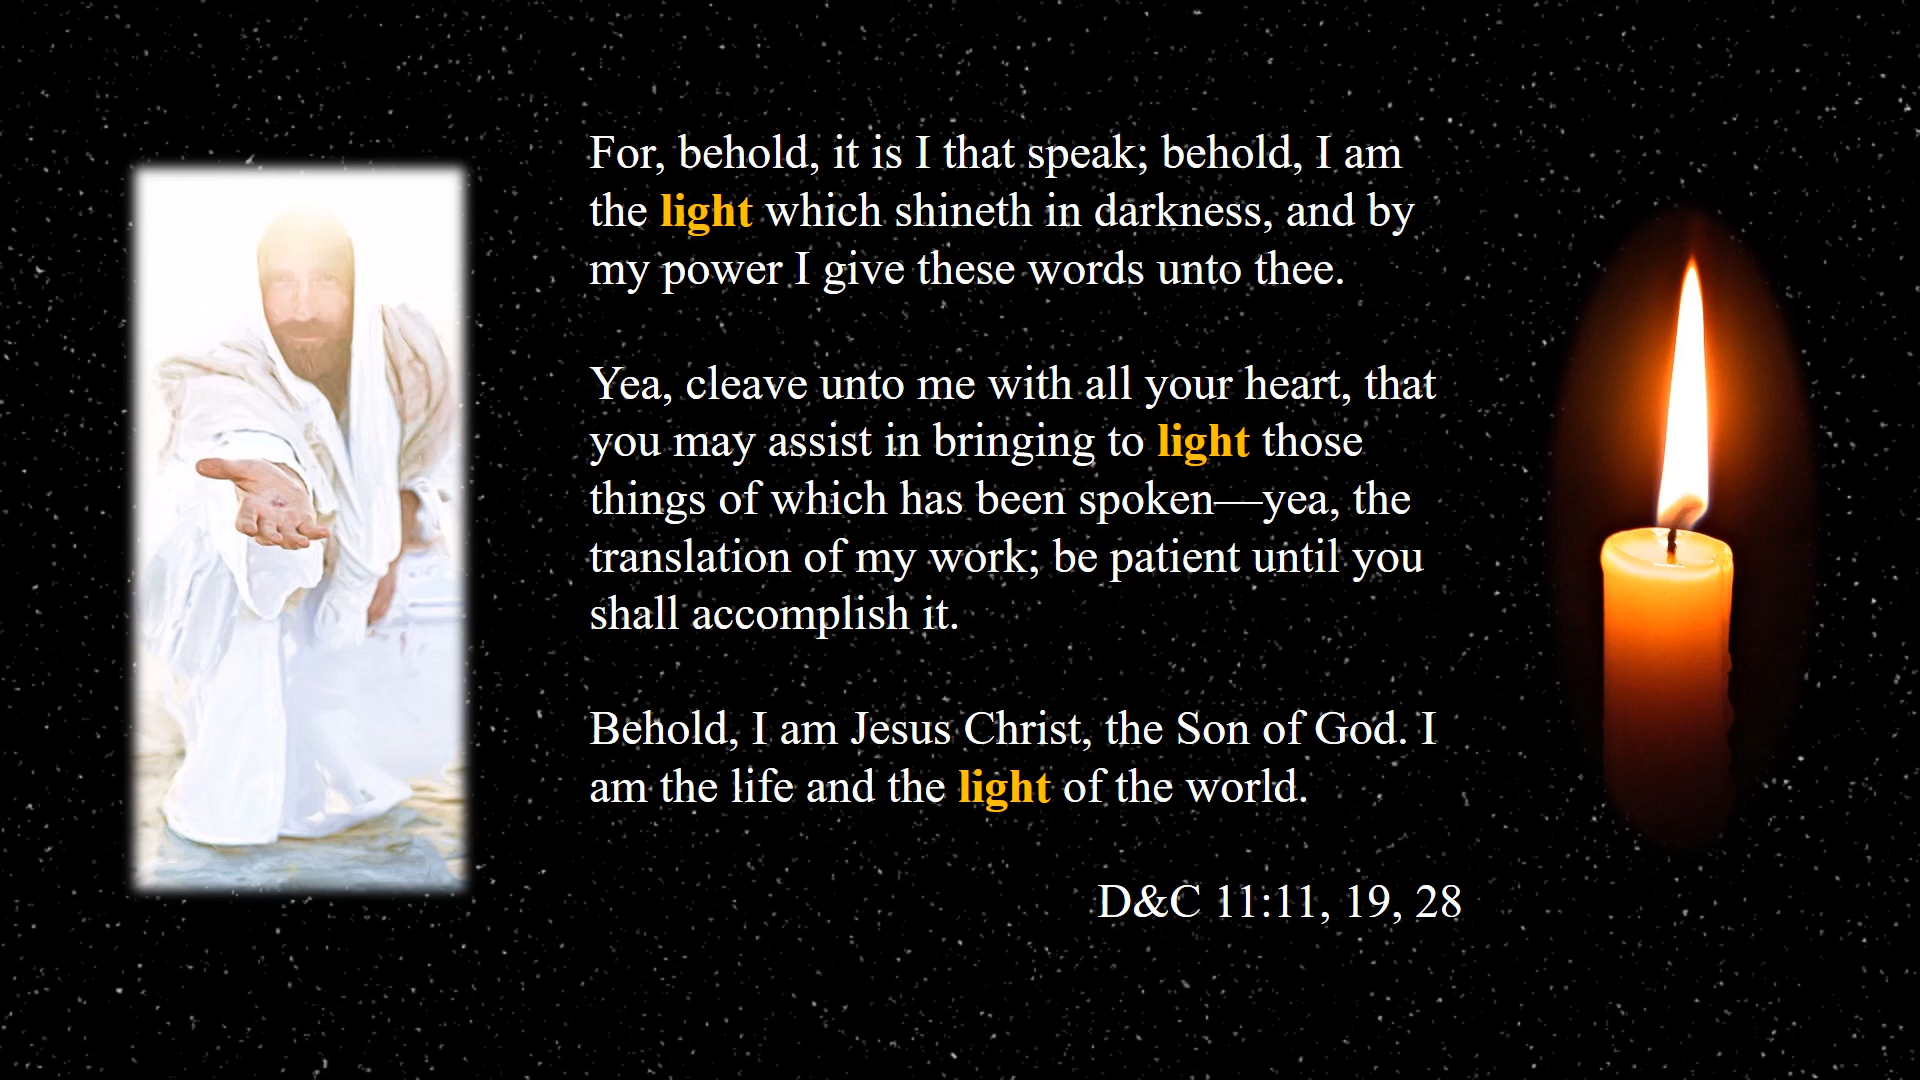 For, behold, it is I that speak; behold, I am
the light which shineth in darkness, and by
my power I give these words unto thee.
Yea, cleave unto me with all your heart, that
you may assist in bringing to light those
things of which has been spoken—yea, the
translation of my work; be patient until you
shall accomplish it.
Behold, I am Jesus Christ, the Son of God. I
am the life and the light of the world.
D&C 11:11, 19, 28